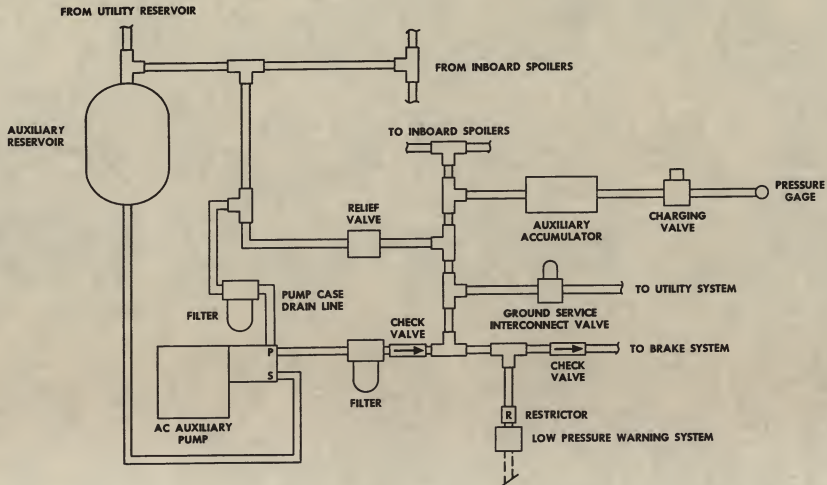 FROM UTILITY RESERVOIR
FROM INBOARD SPOILERS
AUXILIARY
RESERVOIR
TO INBOARD SPOILERS
PRESSURE
GAGE
RELIEF
VALVE
AUXILIARY
ACCUMULATOR
CHARGING
VALVE
PUMP CASE
DRAIN LINE
TO UTILITY SYSTEM
FILTER
CHECK
VALVE
GROUND SERVICE
INTERCONNECT VALVE
P
S
TO BRAKE SYSTEM
CHECK
VALVE
FILTER
AC AUXILIARY
PUMP
R
RESTRICTOR
LOW PRESSURE WARNING SYSTEM